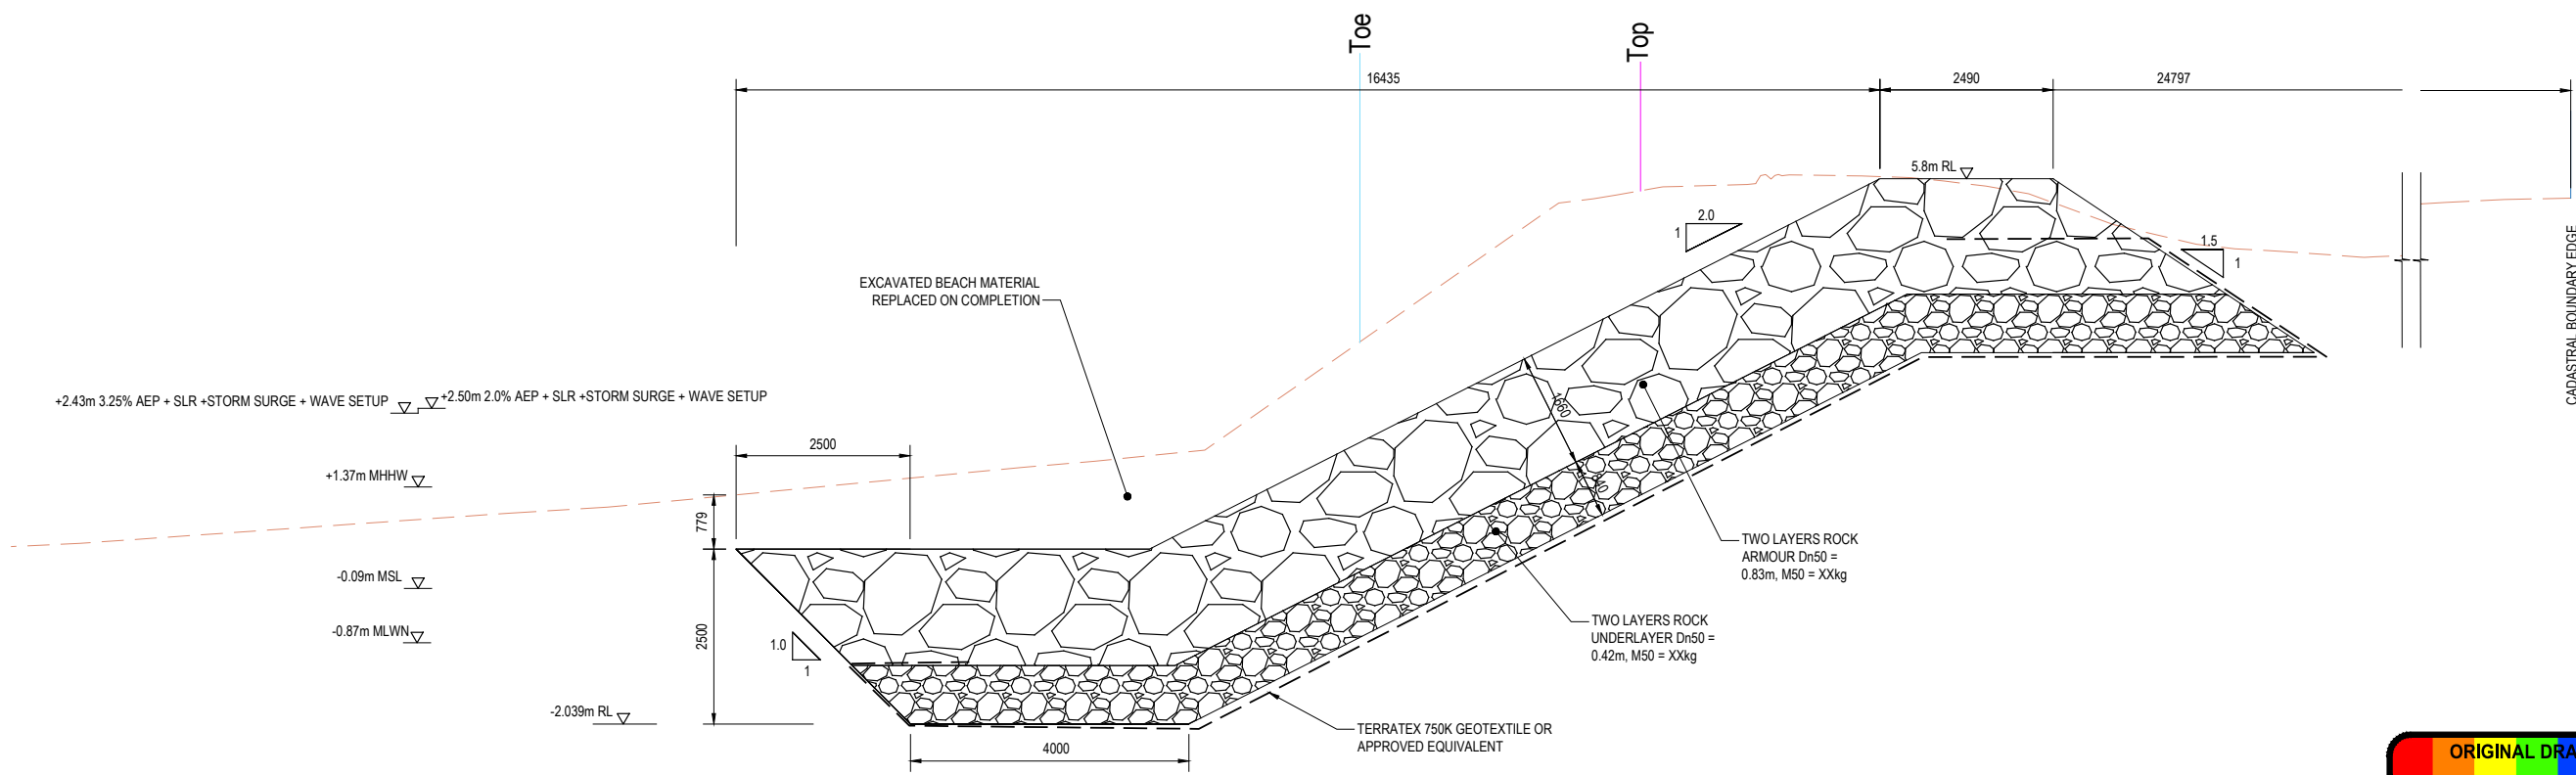 Toe
Top
16435
2490
24797
5.8m RL
2.0
1
1.5
1
CADASTRAL BOUNDARY EDGE
EXCAVATED BEACH MATERIAL
REPLACED ON COMPLETION
+2.43m 3.25% AEP + SLR +STORM SURGE + WAVE SETUP
+2.50m 2.0% AEP + SLR +STORM SURGE + WAVE SETUP
2500
1660
840
+1.37m MHHW
779
-0.09m MSL
TWO LAYERS ROCK
ARMOUR Dn50 =
0.83m, M50 = XXkg
-0.87m MLWN
2500
1.0
1
TWO LAYERS ROCK
UNDERLAYER Dn50 =
0.42m, M50 = XXkg
-2.039m RL
TERRATEX 750K GEOTEXTILE OR
APPROVED EQUIVALENT
4000
ORIGINAL DRA